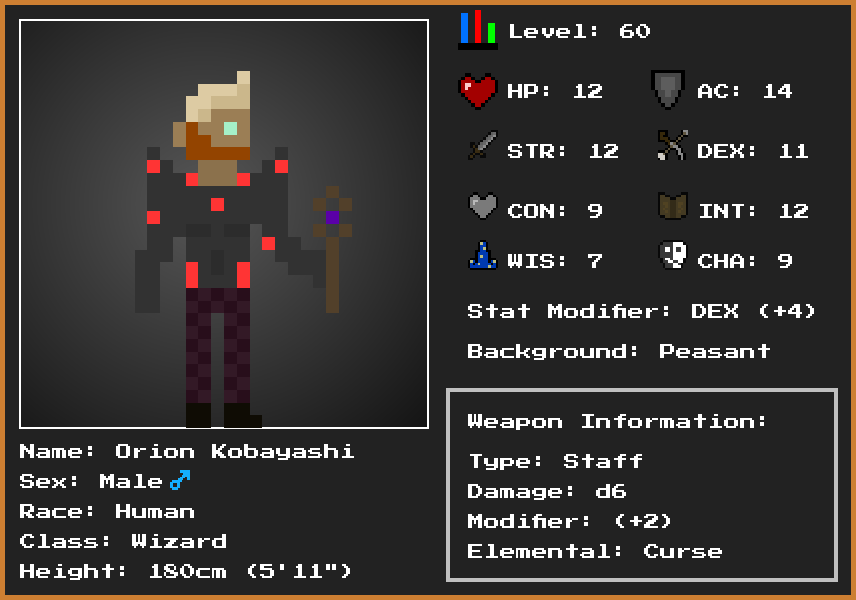 Level: 60
HP: 12 AC: 14
STR: 12 DEX: 11
CON: 9 INT: 12
WIS: 7 CHA: 9
Stat Modifier: DEX (+4)
Background: Peasant
Weapon Information:
Type: Staff
Damage: d6
Modifier: (+2)
Elemental: Curse
Name: Orion Kobayashi
Sex: Male ♂
Race: Human
Class: Wizard
Height: 180cm (5'11")